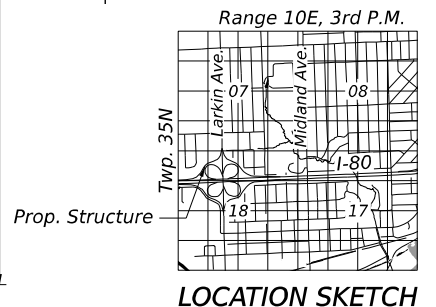 Range 10E, 3rd P.M.
Twp. 35N
Larkin Ave.
Midland Ave.
07
08
I-80
Prop. Structure
18
17
LOCATION SKETCH